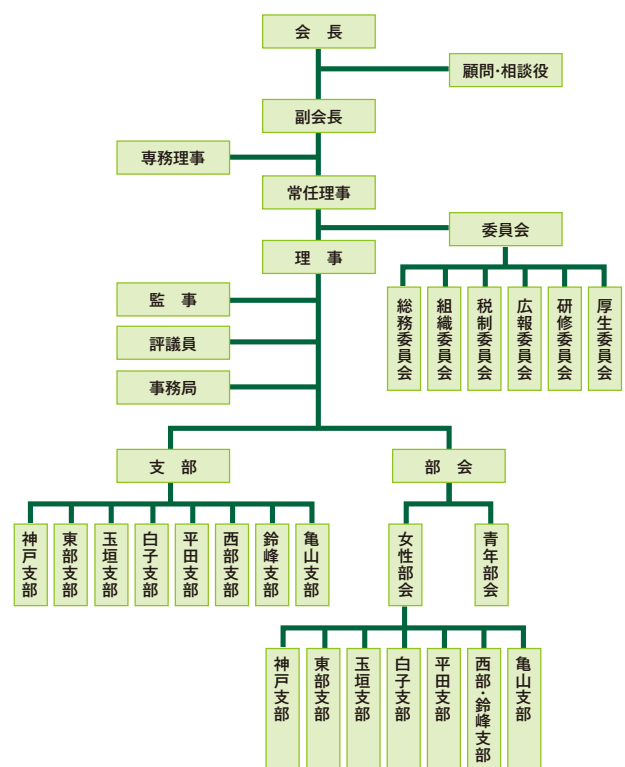 会　長
顧問・相談役
副会長
専務理事
常任理事
委員会
理　事
監　事
評議員
事務局
総務委員会
組織委員会
税制委員会
広報委員会
研修委員会
厚生委員会
支　部
部　会
神戸支部
東部支部
玉垣支部
白子支部
平田支部
西部支部
鈴峰支部
亀山支部
女性部会
青年部会
神戸支部
東部支部
玉垣支部
白子支部
平田支部
西部・鈴峰支部
亀山支部